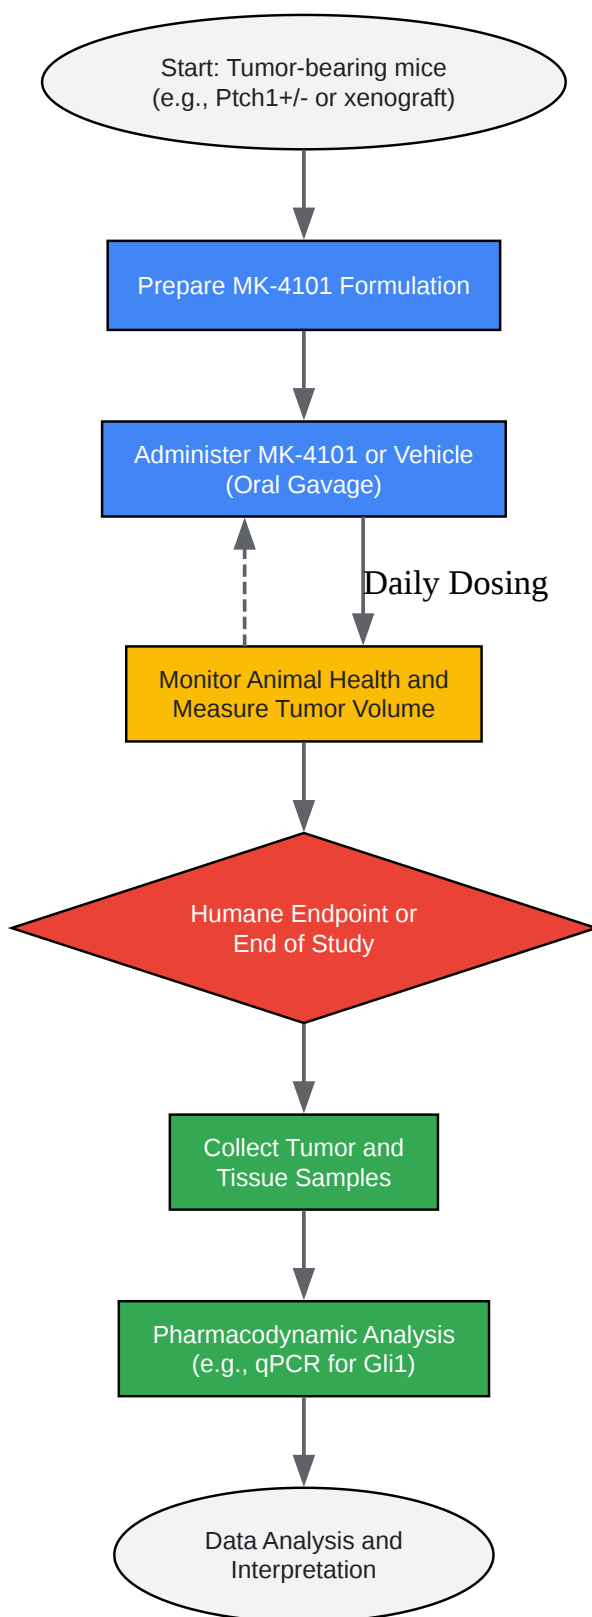 Start: Tumor-bearing mice
(e.g., Ptch1+/- or xenograft)
Prepare MK-4101 Formulation
Administer MK-4101 or Vehicle
(Oral Gavage)
Daily Dosing
Monitor Animal Health and
Measure Tumor Volume
Humane Endpoint or
End of Study
Collect Tumor and
Tissue Samples
Pharmacodynamic Analysis
(e.g., qPCR for Gli1)
Data Analysis and
Interpretation